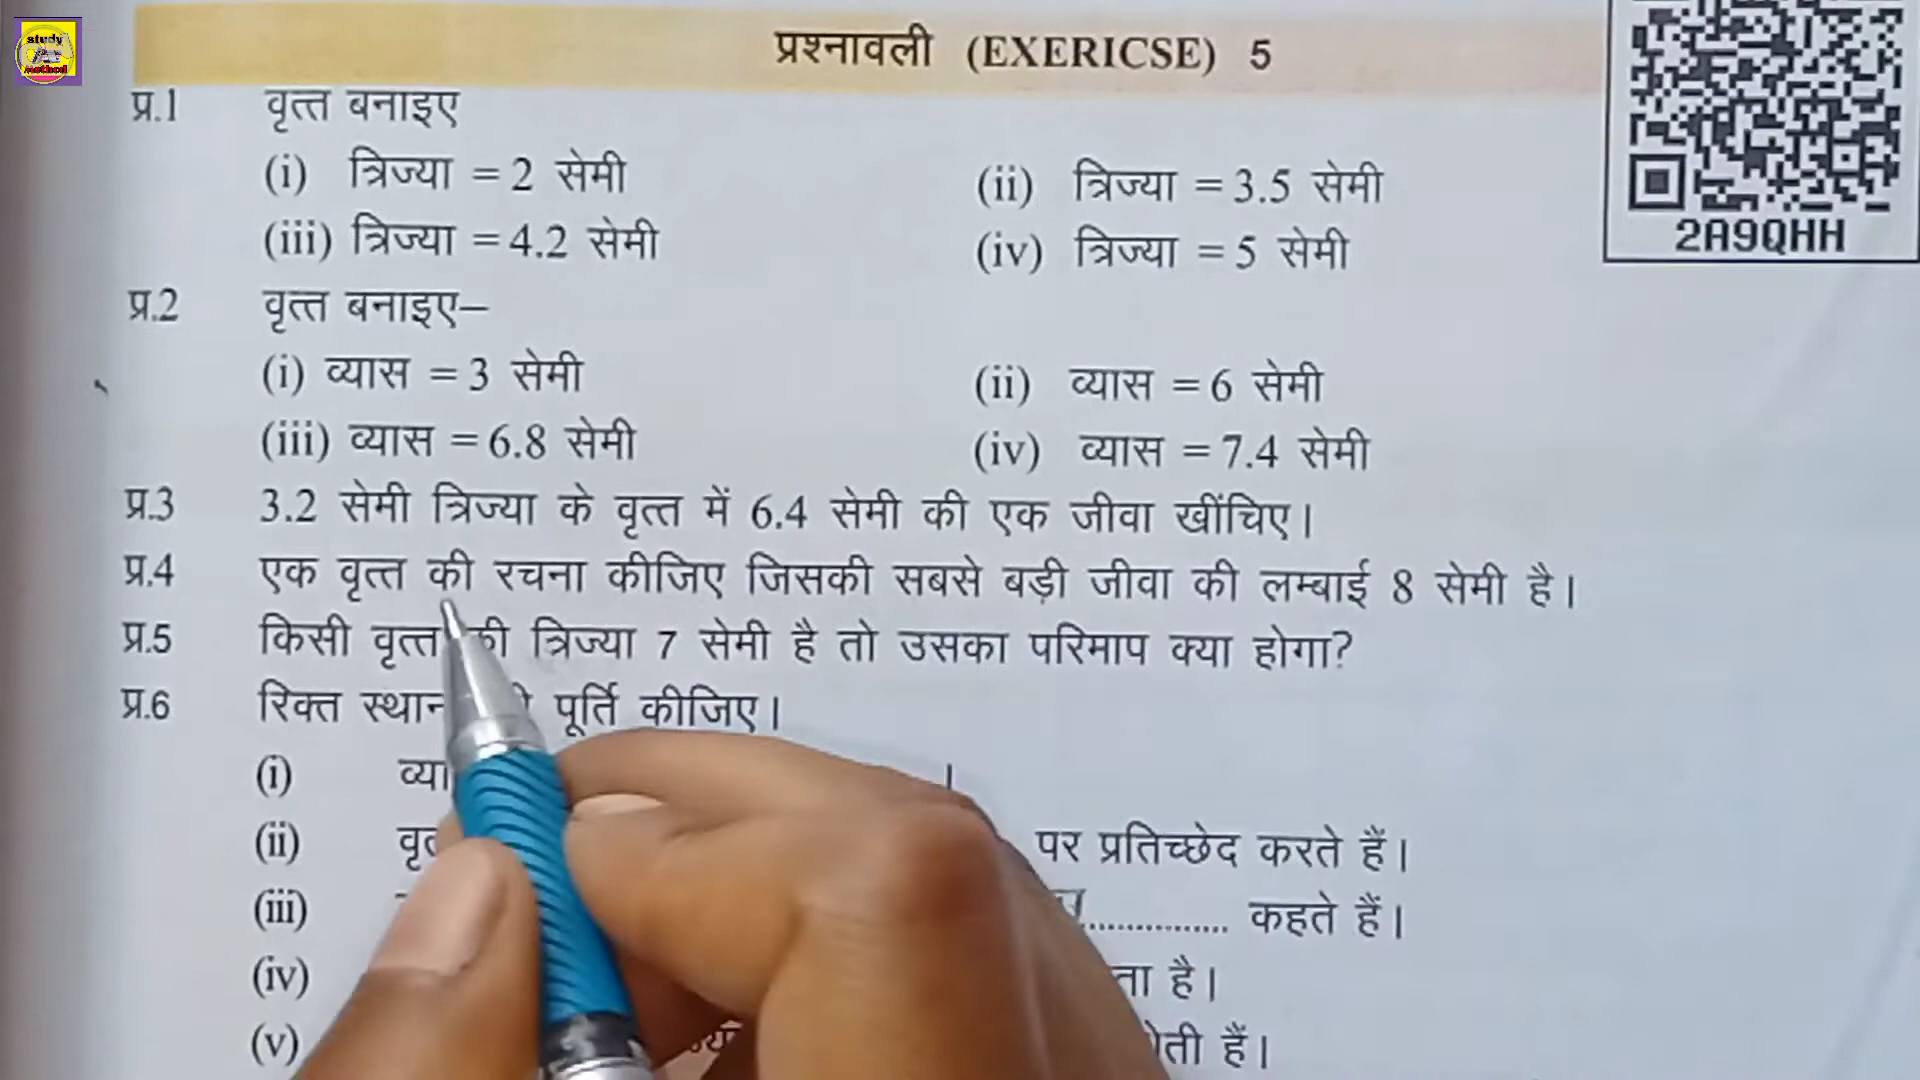 study
method
प्रश्नावली (EXERICSE) 5
प्र.1 वृत्त बनाइए
(i) त्रिज्या = 2 सेमी (ii) त्रिज्या = 3.5 सेमी
(iii) त्रिज्या = 4.2 सेमी (iv) त्रिज्या = 5 सेमी
2A9QHH
प्र.2 वृत्त बनाइए–
(i) व्यास = 3 सेमी (ii) व्यास = 6 सेमी
(iii) व्यास = 6.8 सेमी (iv) व्यास = 7.4 सेमी
प्र.3 3.2 सेमी त्रिज्या के वृत्त में 6.4 सेमी की एक जीवा खींचिए।
प्र.4 एक वृत्त की रचना कीजिए जिसकी सबसे बड़ी जीवा की लम्बाई 8 सेमी है।
प्र.5 किसी वृत्त की त्रिज्या 7 सेमी है तो उसका परिमाप क्या होगा?
प्र.6 रिक्त पूर्ति कीजिए।
(i)
(ii) पर प्रतिच्छेद करते हैं।
(iii) .............. कहते हैं।
(iv) है।
(v) हैं।